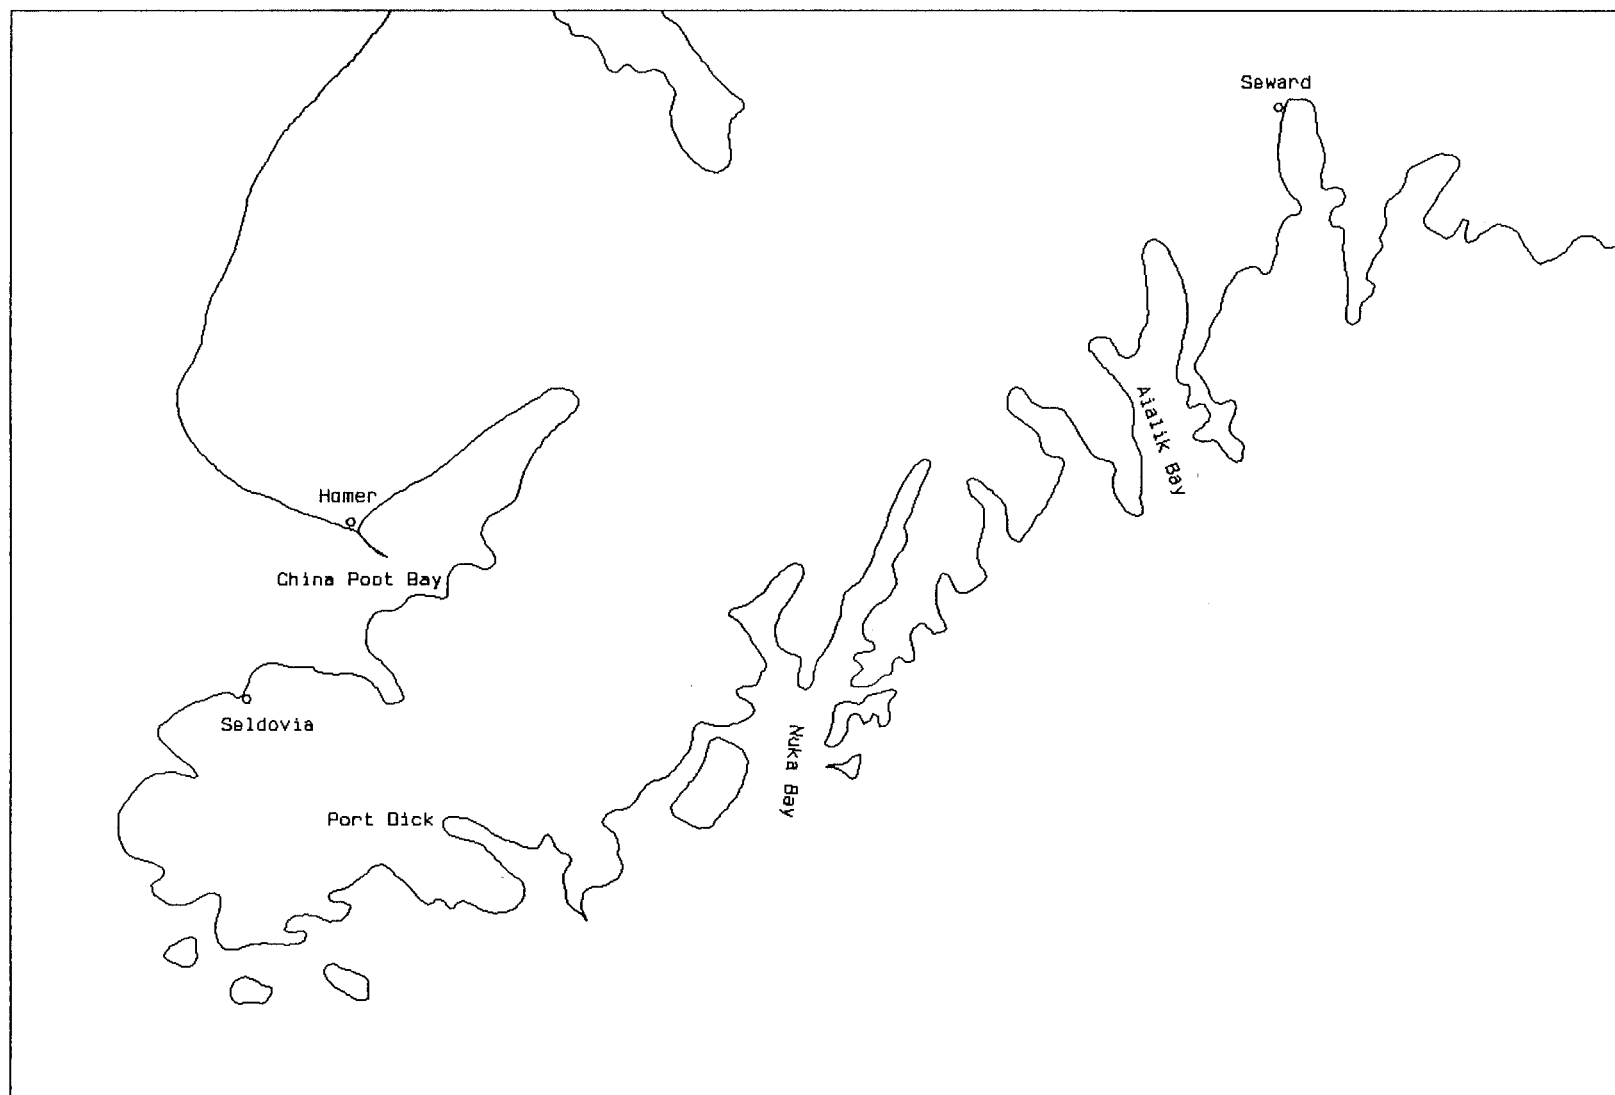 Seward
Aialik Bay
Homer
China Poot Bay
Seldovia
Nuka Bay
Port Dick